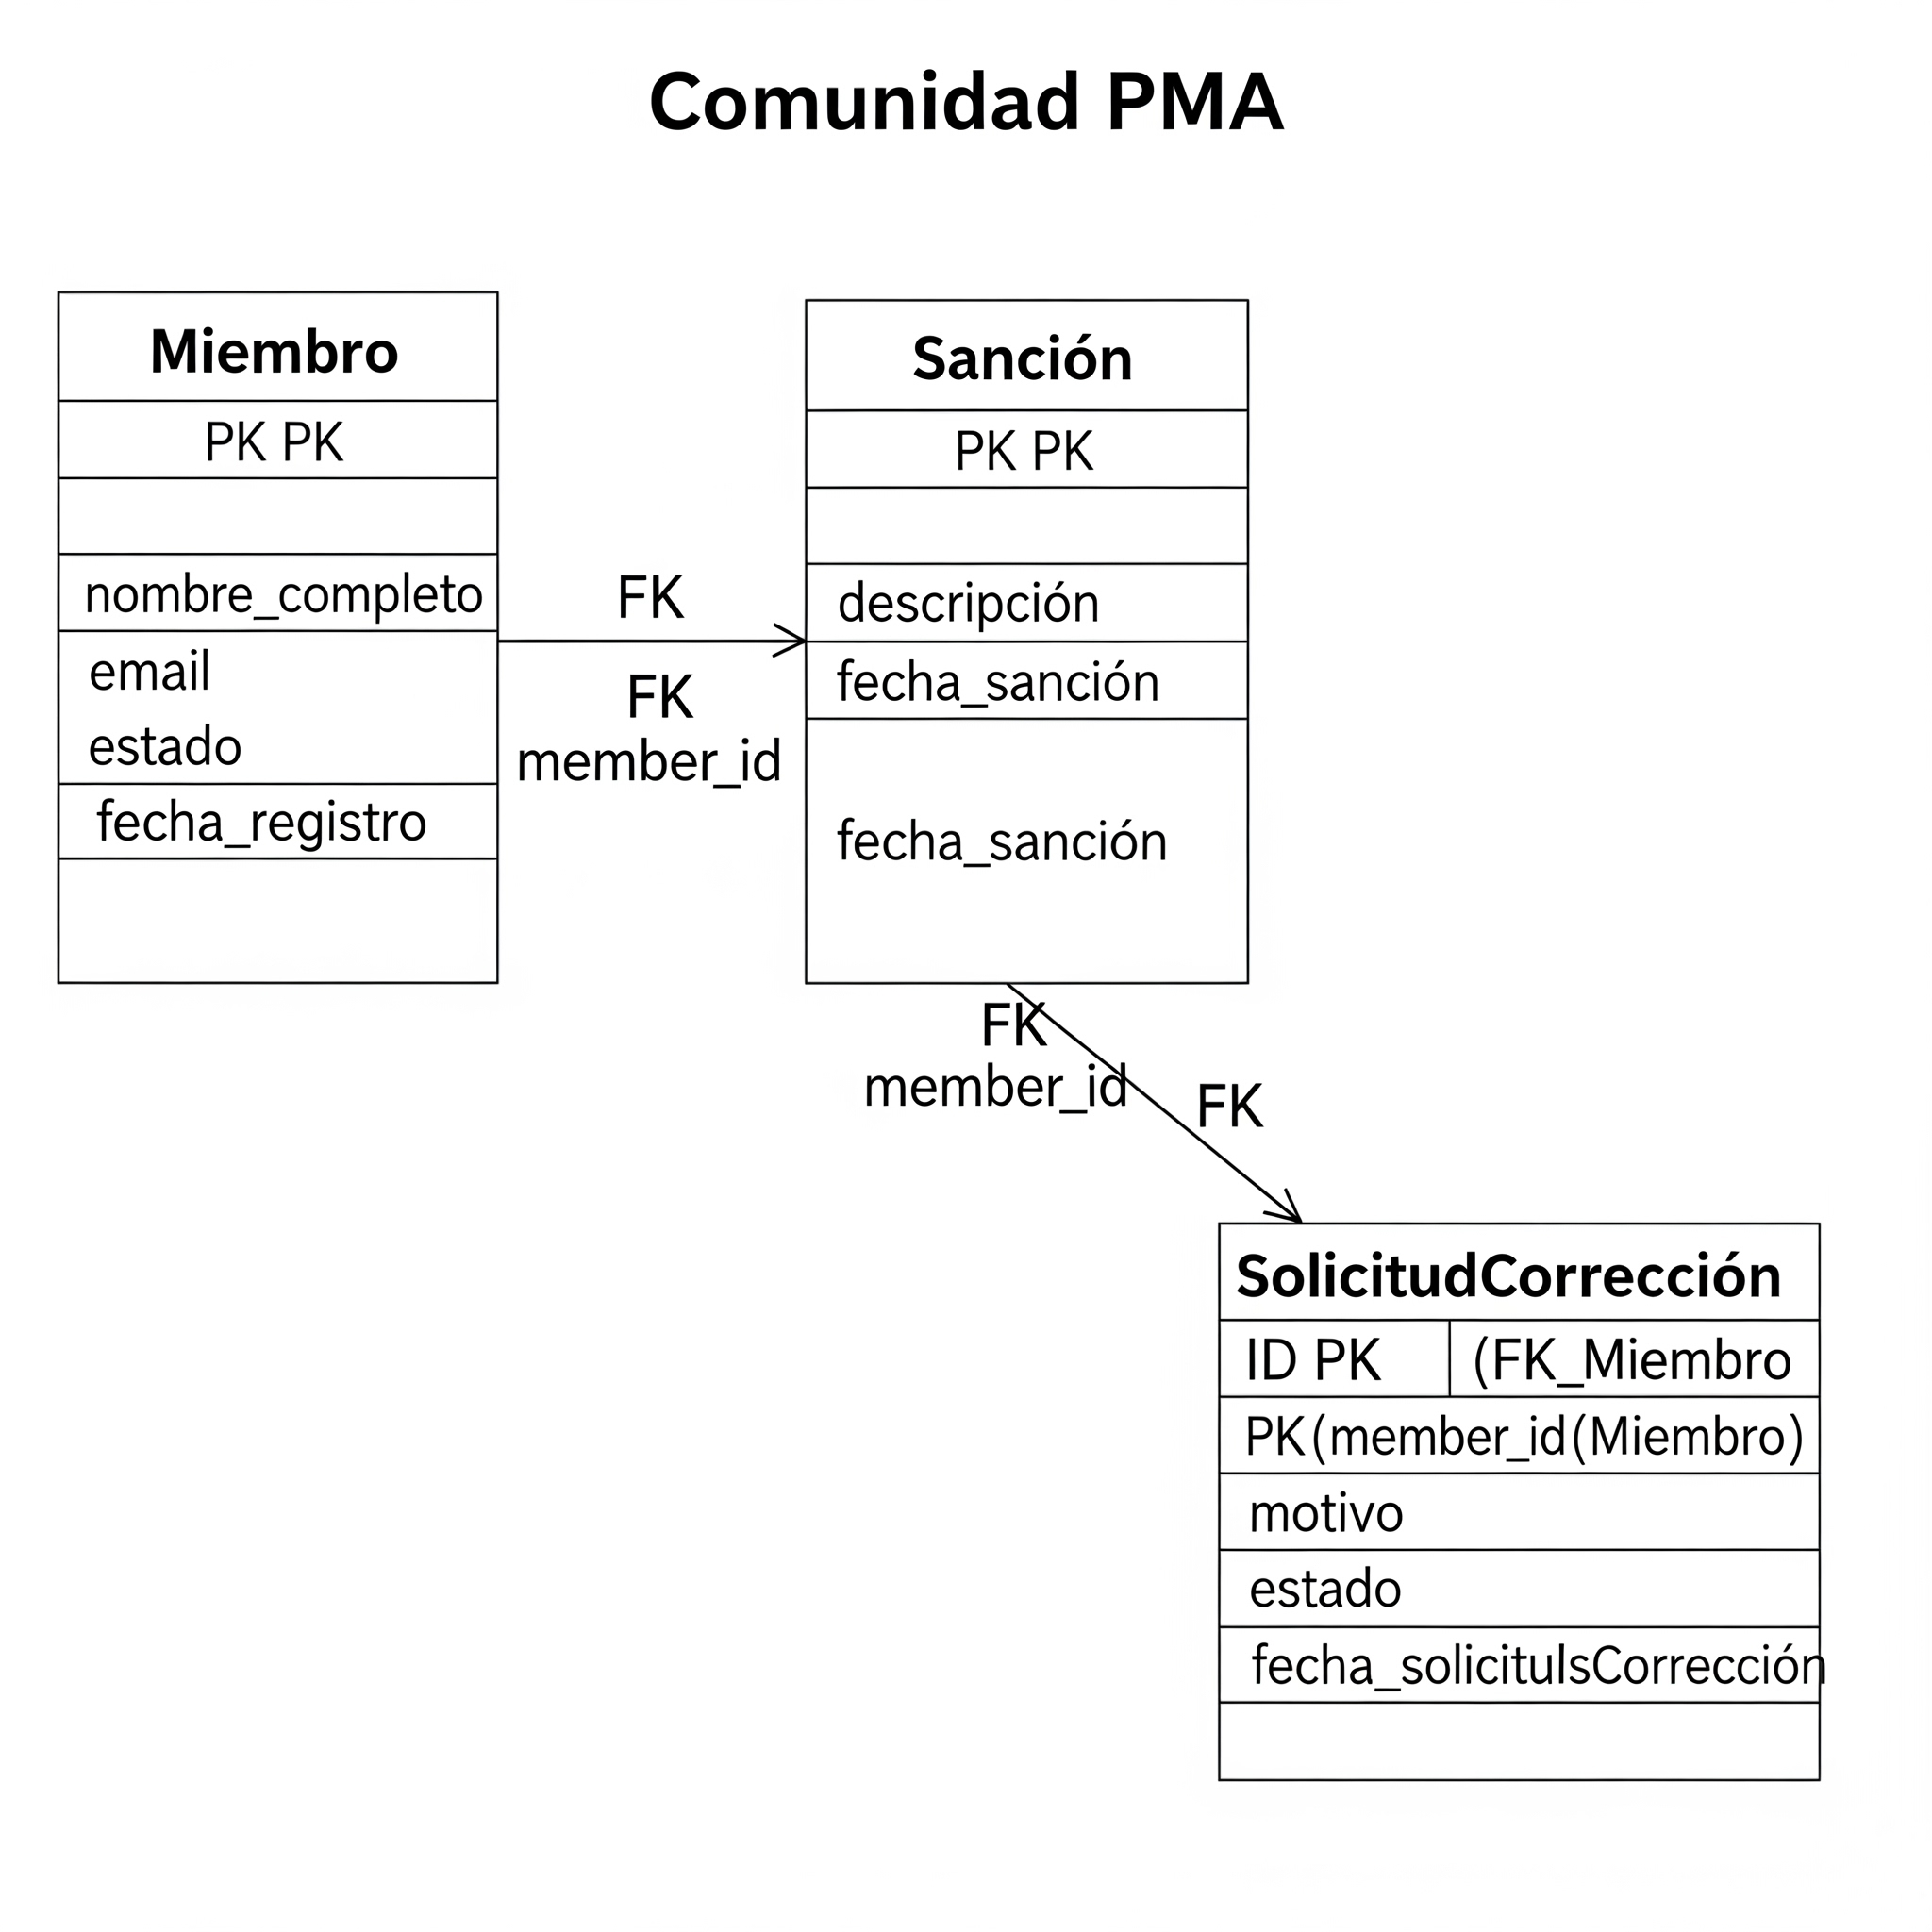 Comunidad PMA
Miembro
PK PK
nombre_completo
email
estado
fecha_registro
FK
FK
member_id
Sanción
PK PK
descripción
fecha_sanción
fecha_sanción
FK
member_id
FK
SolicitudCorrección
ID PK (FK_Miembro
PK(member_id(Miembro)
motivo
estado
fecha_solicitulsCorrección